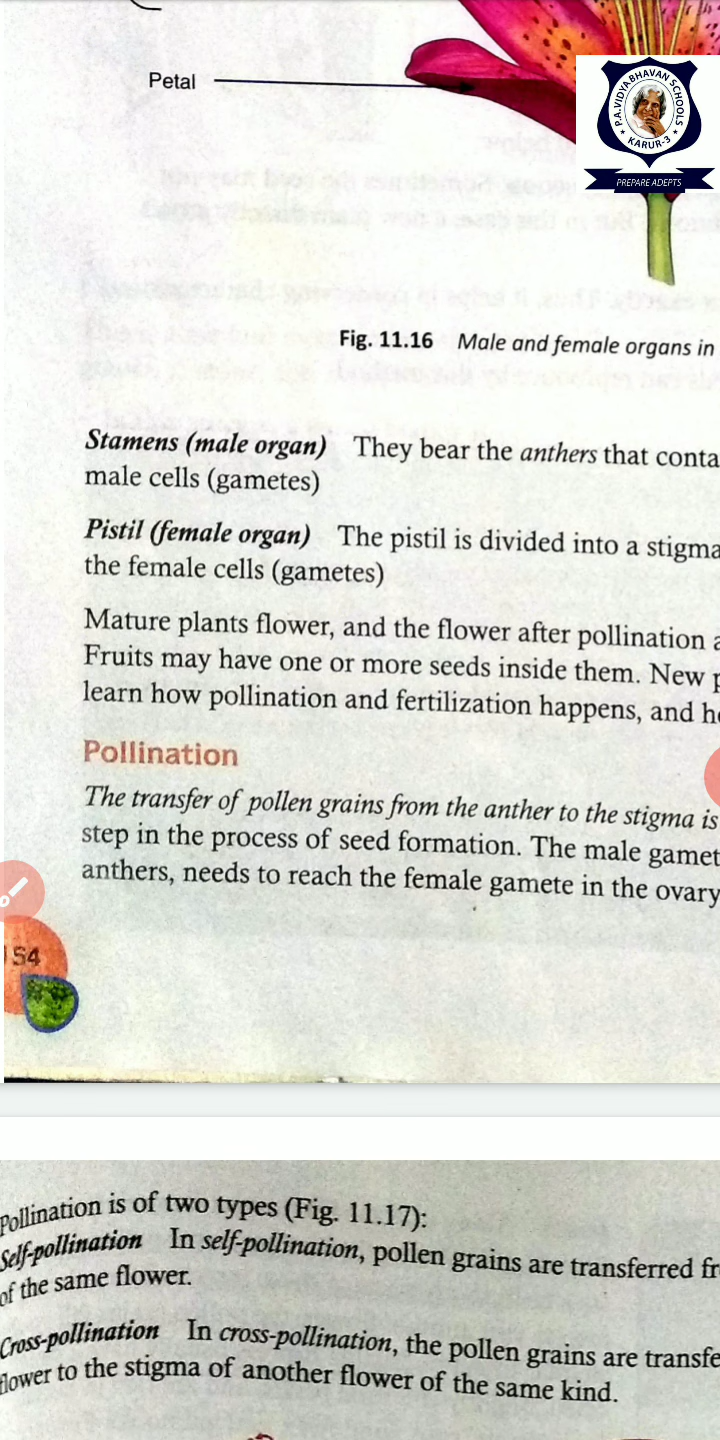 Petal
P.A.VIDYA BHAVAN SCHOOLS
KARUR-3
PREPARE ADEPTS
Fig. 11.16 Male and female organs in
Stamens (male organ) They bear the anthers that conta
male cells (gametes)
Pistil (female organ) The pistil is divided into a stigma
the female cells (gametes)
Mature plants flower, and the flower after pollination a
Fruits may have one or more seeds inside them. New p
learn how pollination and fertilization happens, and ho
Pollination
The transfer of pollen grains from the anther to the stigma is
step in the process of seed formation. The male gamet
anthers, needs to reach the female gamete in the ovary
154
Pollination is of two types (Fig. 11.17):
Self-pollination In self-pollination, pollen grains are transferred fr
of the same flower.
Cross-pollination In cross-pollination, the pollen grains are transfe
flower to the stigma of another flower of the same kind.